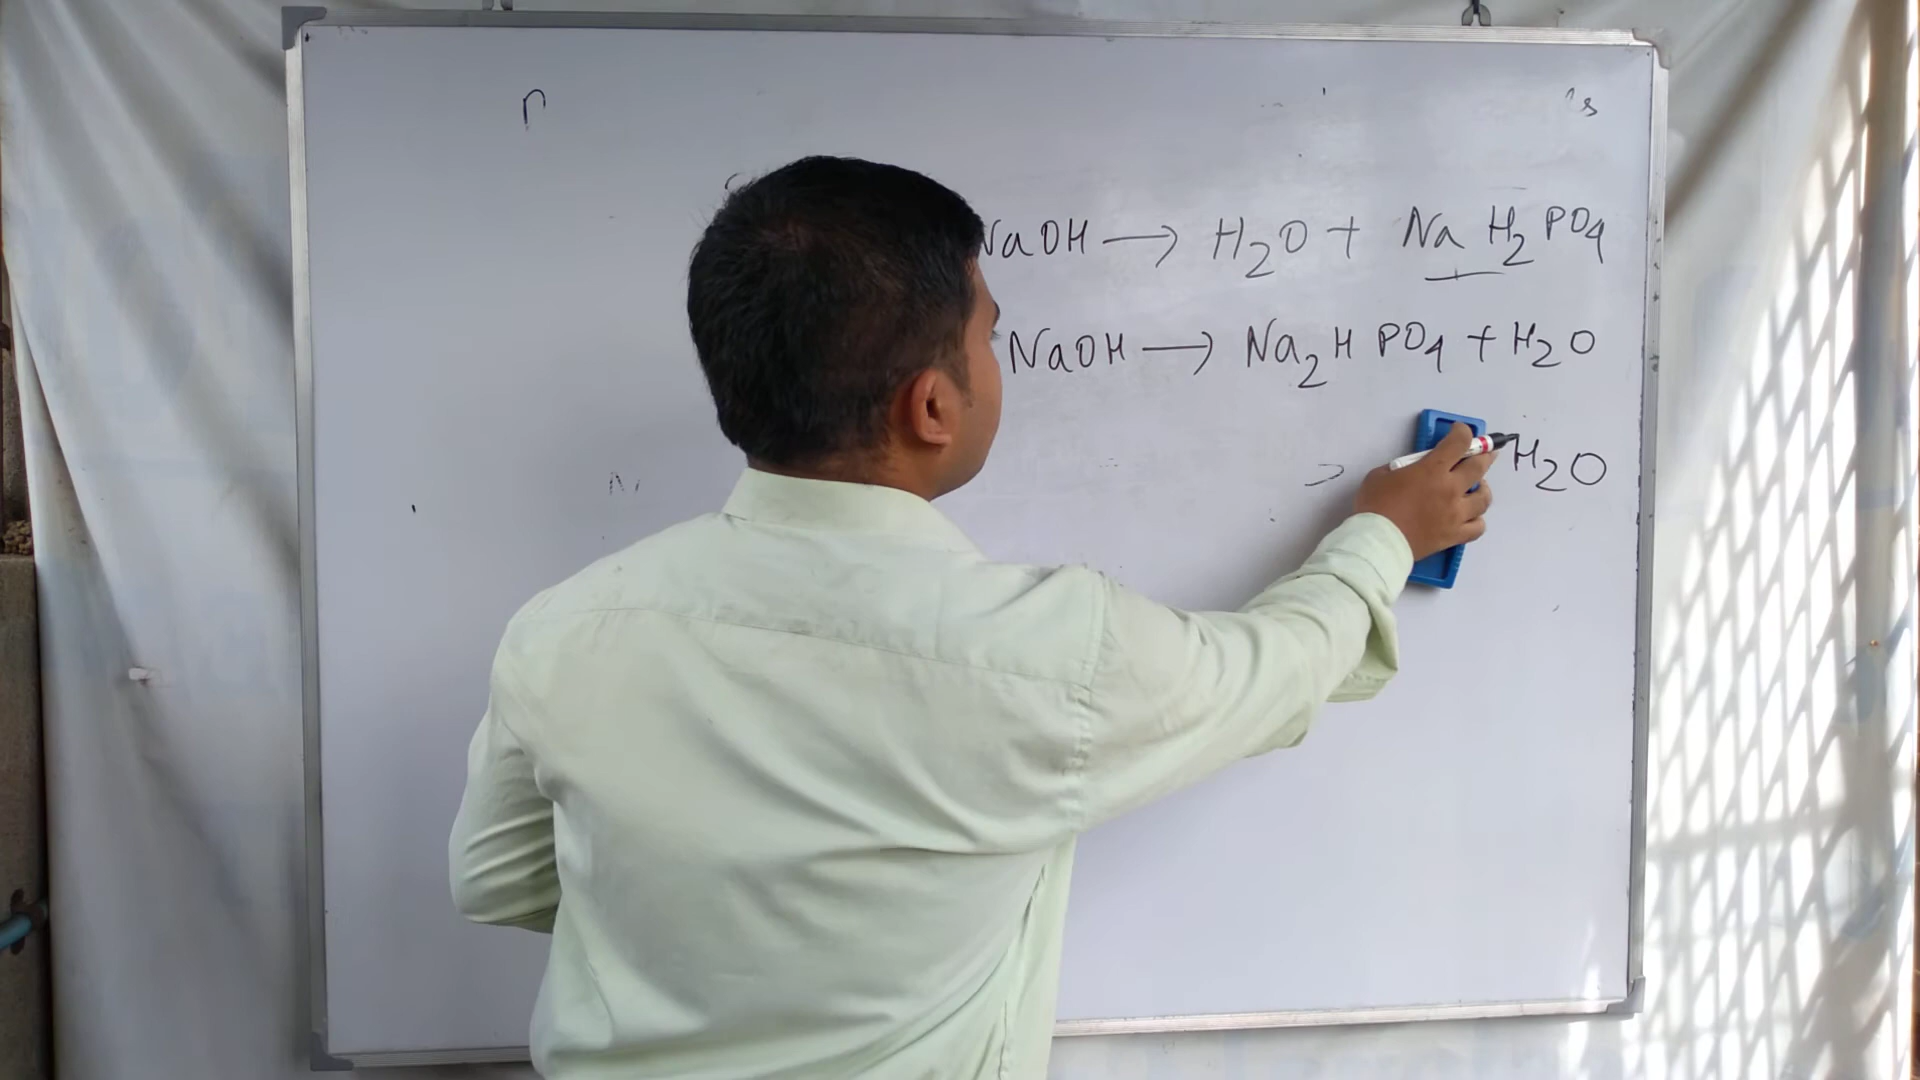 NaOH → H₂O + Na H₂ PO₄
NaOH → Na₂ H PO₄ + H₂O
H₂O